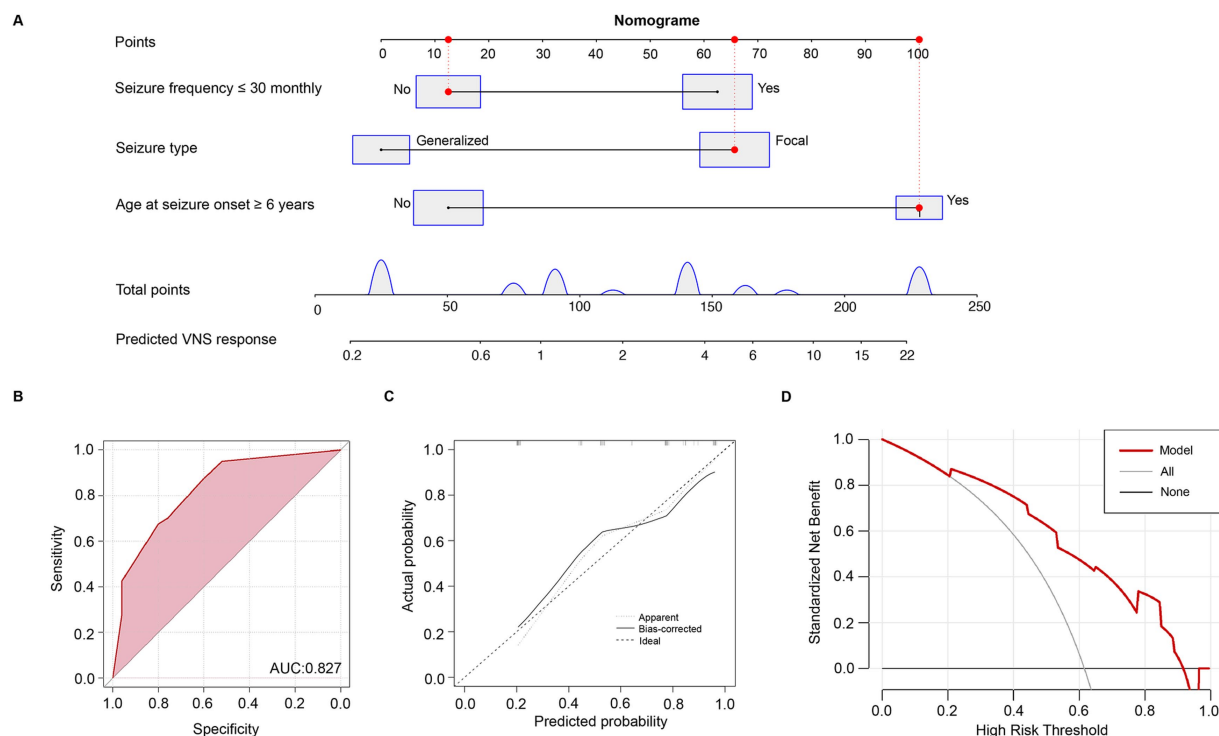 A
Nomograme
Points
0 10 20 30 40 50 60 70 80 90 100
Seizure frequency ≤ 30 monthly
No
Yes
Seizure type
Generalized
Focal
Age at seizure onset ≥ 6 years
No
Yes
Total points
0 50 100 150 200 250
Predicted VNS response
0.2 0.6 1 2 4 6 10 15 22
B
Sensitivity
1.0
0.8
0.6
0.4
0.2
0.0
AUC:0.827
1.0 0.8 0.6 0.4 0.2 0.0
Specificity
C
Actual probability
1.0
0.8
0.6
0.4
0.2
0.0
Apparent
Bias-corrected
Ideal
0.0 0.2 0.4 0.6 0.8 1.0
Predicted probability
D
Standardized Net Benefit
1.0
0.8
0.6
0.4
0.2
0.0
Model
All
None
0.0 0.2 0.4 0.6 0.8 1.0
High Risk Threshold